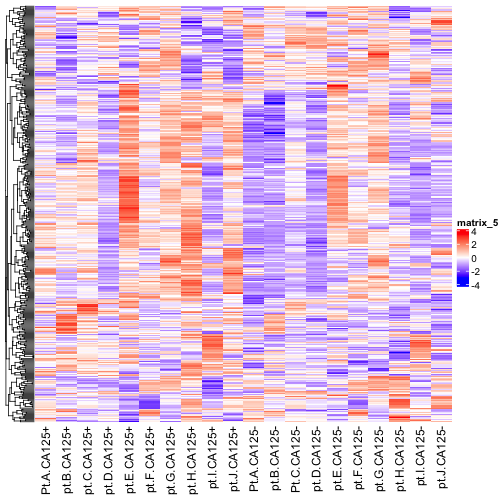 matrix_5
4
2
0
-2
-4
Pt.A.CA125+
pt.B.CA125+
pt.C.CA125+
pt.D.CA125+
pt.E.CA125+
pt.F.CA125+
pt.G.CA125+
pt.H.CA125+
pt.I.CA125+
pt.J.CA125+
Pt.A.CA125-
pt.B.CA125-
Pt.C.CA125-
pt.D.CA125-
pt.E.CA125-
pt.F.CA125-
pt.G.CA125-
pt.H.CA125-
pt.I.CA125-
pt.J.CA125-